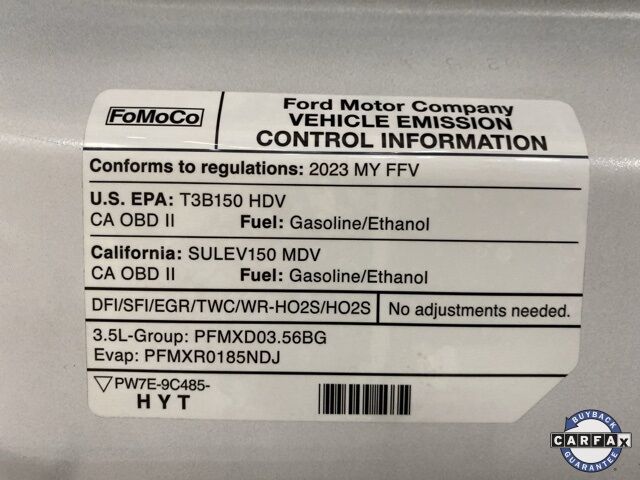 FoMoCo
Ford Motor Company
VEHICLE EMISSION
CONTROL INFORMATION
Conforms to regulations: 2023 MY FFV
U.S. EPA: T3B150 HDV
CA OBD II Fuel: Gasoline/Ethanol
California: SULEV150 MDV
CA OBD II Fuel: Gasoline/Ethanol
DFI/SFI/EGR/TWC/WR-HO2S/HO2S No adjustments needed.
3.5L-Group: PFMXD03.56BG
Evap: PFMXR0185NDJ
PW7E-9C485-
H Y T
BUYBACK
CARFAX
GUARANTEE